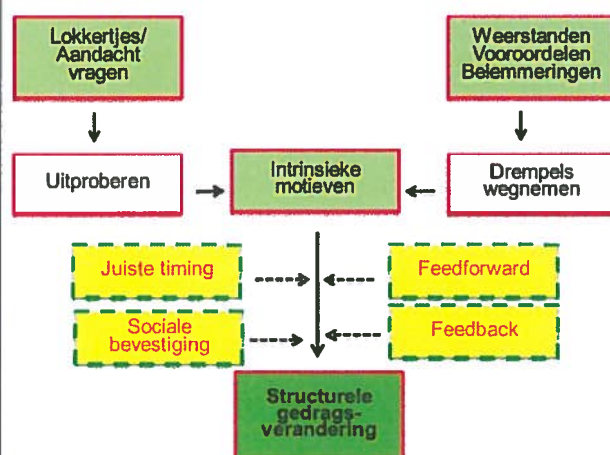 Lokkertjes/
Aandacht
vragen
Weerstanden
Vooroordelen
Belemmeringen
Uitproberen
Intrinsieke
motieven
Drempels
wegnemen
Juiste timing
Feedforward
Sociale
bevestiging
Feedback
Structurele
gedrags-
verandering